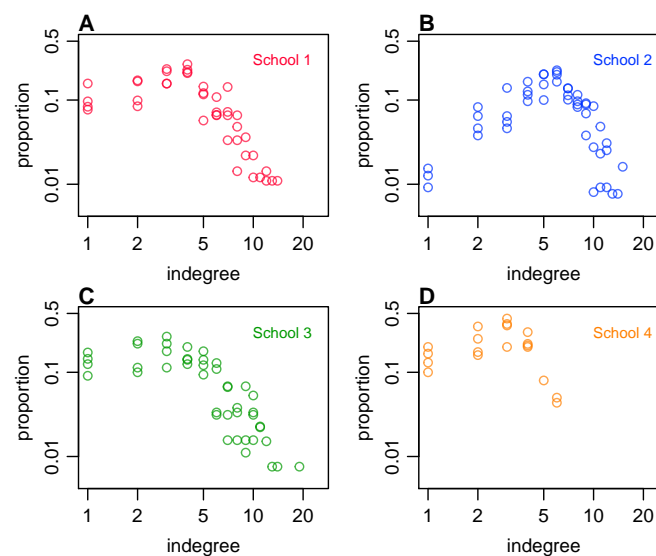 A
B
0.5
School 1
0.5
School 2
proportion
0.1
proportion
0.1
0.01
0.01
1 2 5 10 20
1 2 5 10 20
indegree
indegree
C
D
0.5
School 3
0.5
School 4
proportion
0.1
proportion
0.1
0.01
0.01
1 2 5 10 20
1 2 5 10 20
indegree
indegree